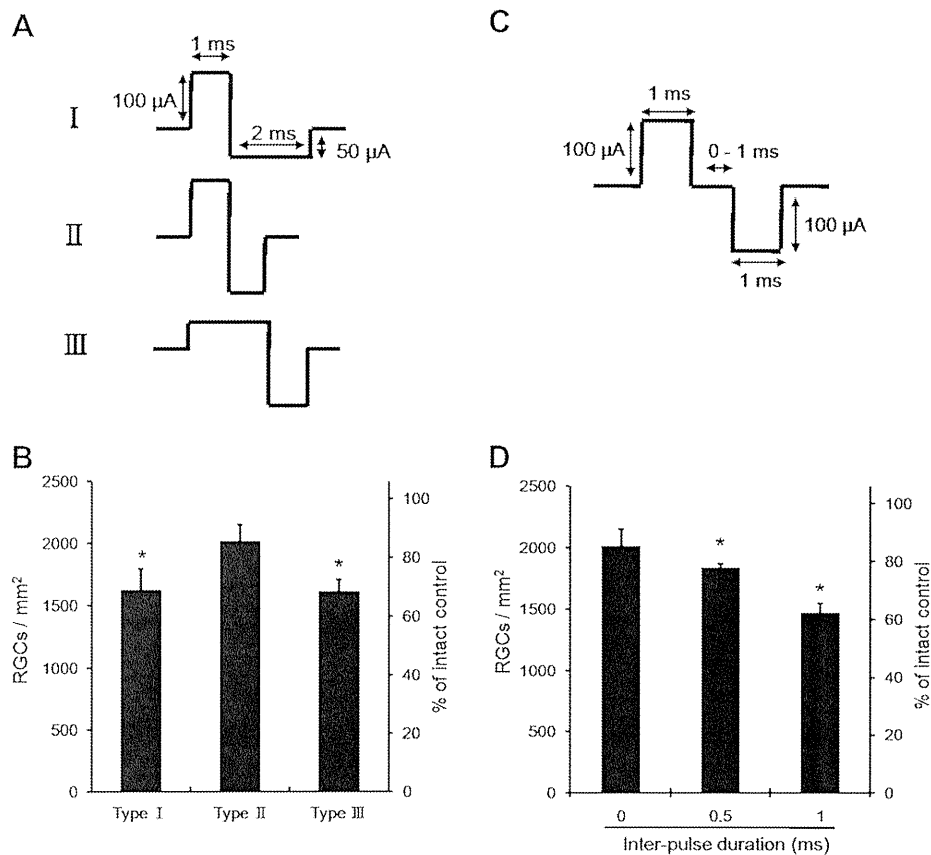 A
1 ms
100 µA
I
2 ms
50 µA
II
III
C
1 ms
100 µA
0 - 1 ms
100 µA
1 ms
B
2500
2000
1500
1000
500
0
RGCs / mm²
100
80
60
40
20
0
% of intact control
*
*
Type I
Type II
Type III
D
2500
2000
1500
1000
500
0
RGCs / mm²
100
80
60
40
20
0
% of intact control
*
*
0
0.5
1
Inter-pulse duration (ms)